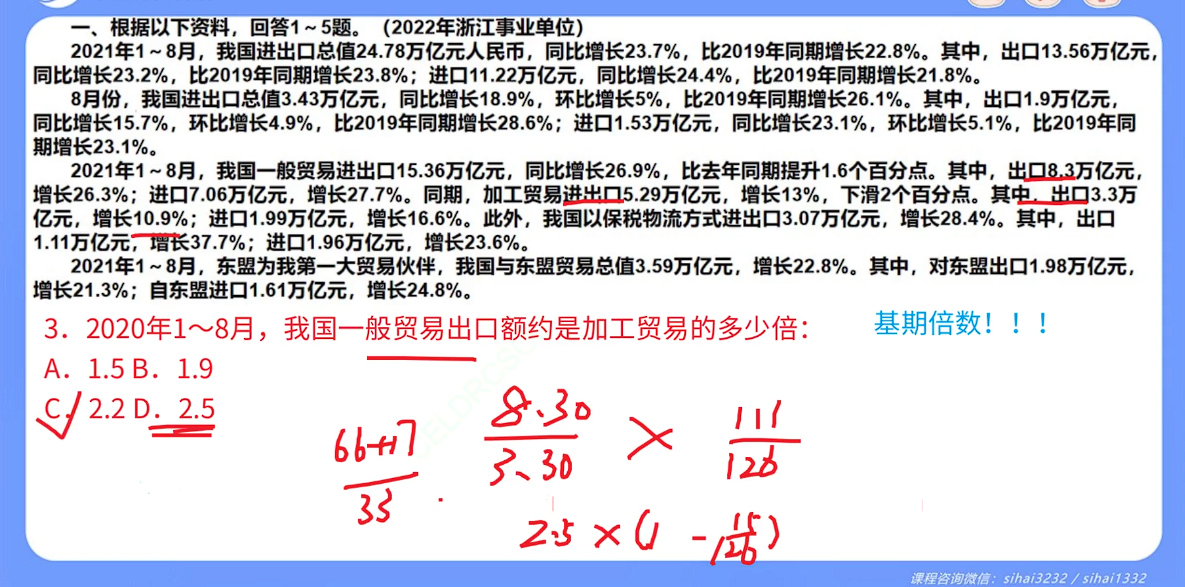 一、根据以下资料，回答1～5题。（2022年浙江事业单位）
2021年1～8月，我国进出口总值24.78万亿元人民币，同比增长23.7%，比2019年同期增长22.8%。其中，出口13.56万亿元，
同比增长23.2%，比2019年同期增长23.8%；进口11.22万亿元，同比增长24.4%，比2019年同期增长21.8%。
8月份，我国进出口总值3.43万亿元，同比增长18.9%，环比增长5%，比2019年同期增长26.1%。其中，出口1.9万亿元，
同比增长15.7%，环比增长4.9%，比2019年同期增长28.6%；进口1.53万亿元，同比增长23.1%，环比增长5.1%，比2019年同
期增长23.1%。
2021年1～8月，我国一般贸易进出口15.36万亿元，同比增长26.9%，比去年同期提升1.6个百分点。其中，出口8.3万亿元，
增长26.3%；进口7.06万亿元，增长27.7%。同期，加工贸易进出口5.29万亿元，增长13%，下滑2个百分点。其中，出口3.3万
亿元，增长10.9%；进口1.99万亿元，增长16.6%。此外，我国以保税物流方式进出口3.07万亿元，增长28.4%。其中，出口
1.11万亿元，增长37.7%；进口1.96万亿元，增长23.6%。
2021年1～8月，东盟为我第一大贸易伙伴，我国与东盟贸易总值3.59万亿元，增长22.8%。其中，对东盟出口1.98万亿元，
增长21.3%；自东盟进口1.61万亿元，增长24.8%。
3．2020年1～8月，我国一般贸易出口额约是加工贸易的多少倍：
基期倍数！！！
A．1.5 B．1.9
C．2.2 D．2.5
66+17
33
8.30
3.30
×
111
126
2.5×(1-15/126)
课程咨询微信：sihai3232 / sihai1332